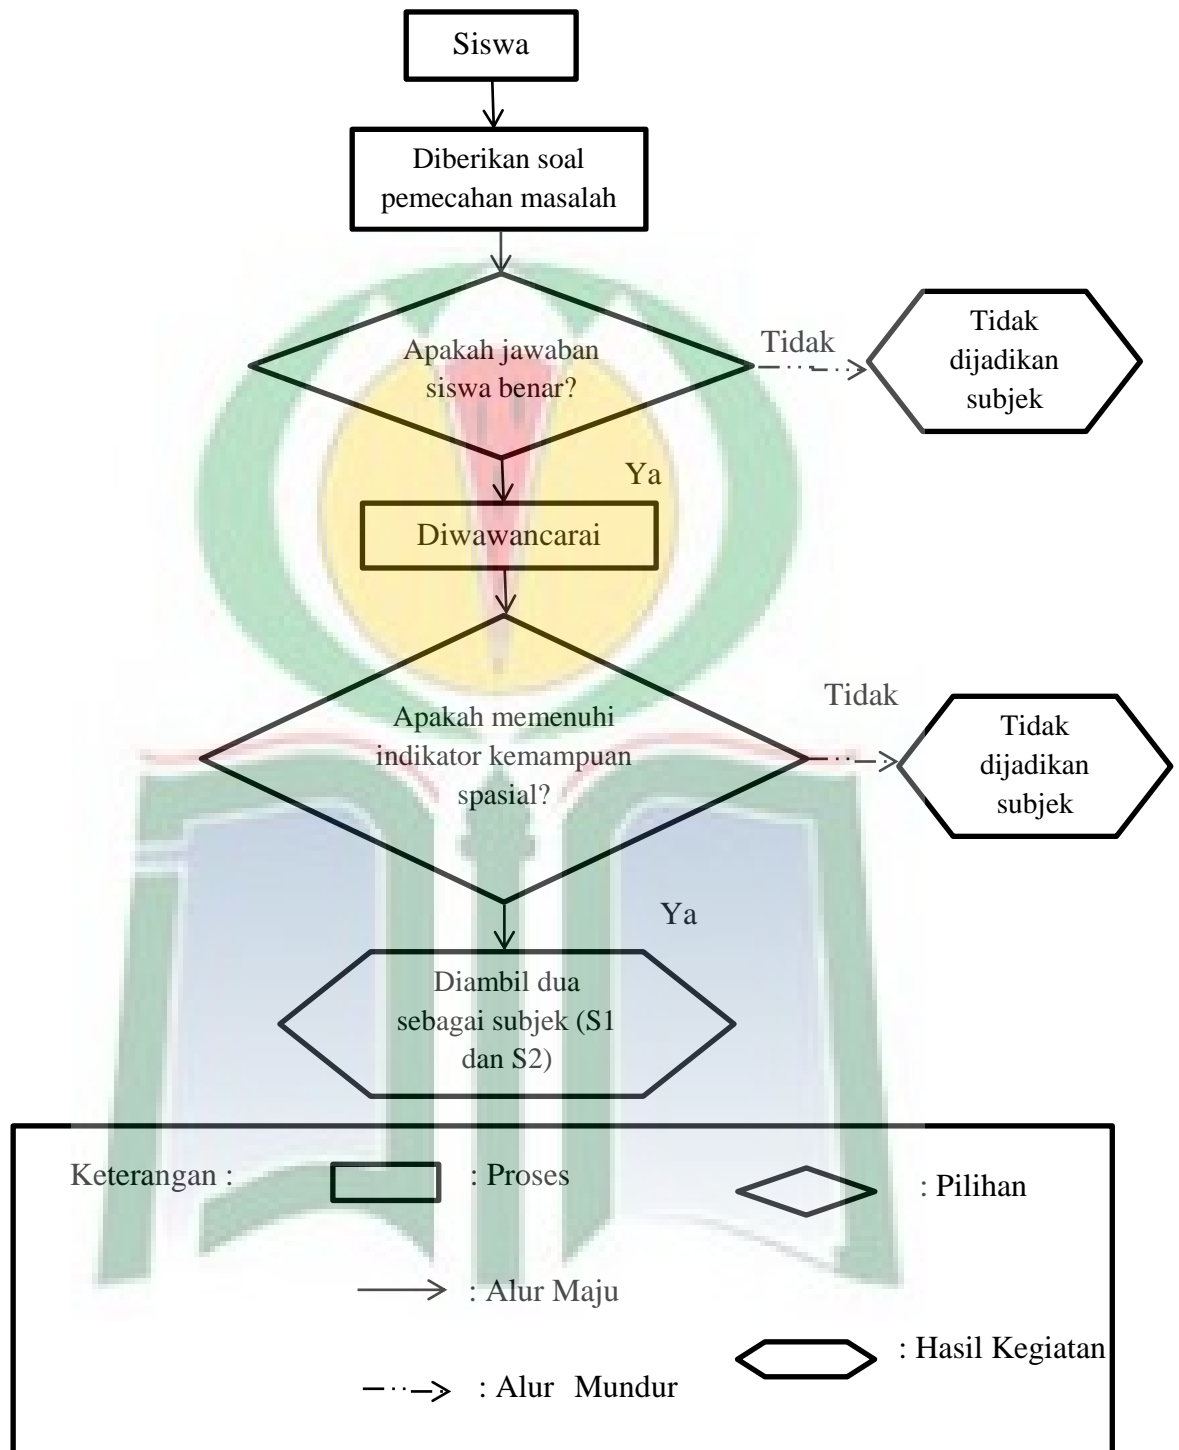 Siswa
Diberikan soal
pemecahan masalah
Apakah jawaban
siswa benar?
Tidak
Tidak
dijadikan
subjek
Ya
Diwawancarai
Apakah memenuhi
indikator kemampuan
spasial?
Tidak
Tidak
dijadikan
subjek
Ya
Diambil dua
sebagai subjek (S1
dan S2)
Keterangan :
: Proses
: Pilihan
: Alur Maju
: Hasil Kegiatan
: Alur Mundur